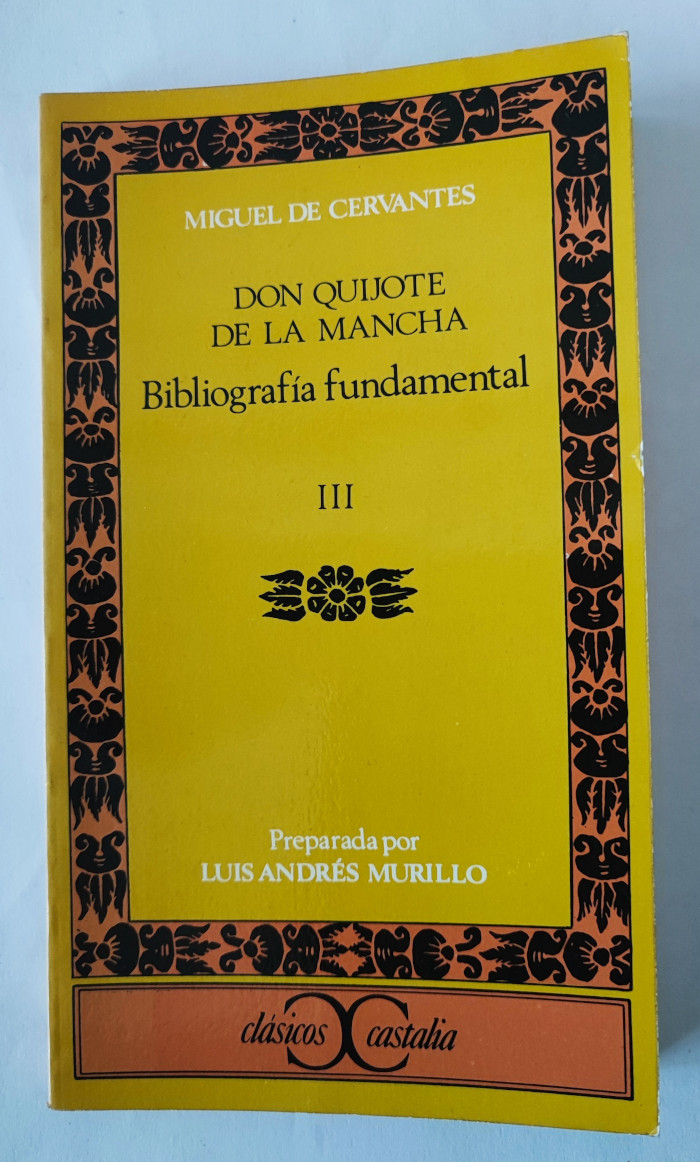 MIGUEL DE CERVANTES
DON QUIJOTE
DE LA MANCHA
Bibliografía fundamental
III
Preparada por
LUIS ANDRÉS MURILLO
clásicos castalia